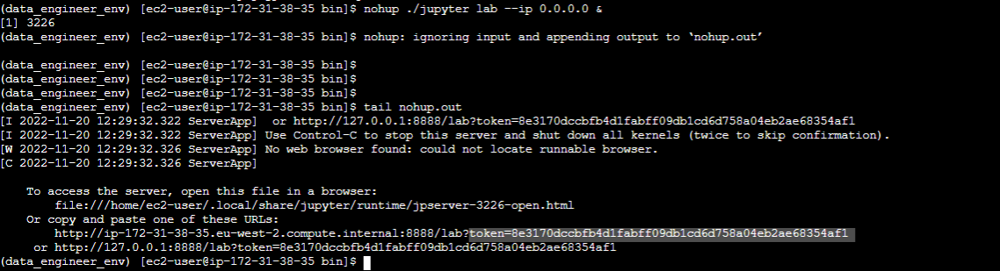 (data_engineer_env) [ec2-user@ip-172-31-38-35 bin]$ nohup ./jupyter lab --ip 0.0.0.0 &
[1] 3226
(data_engineer_env) [ec2-user@ip-172-31-38-35 bin]$ nohup: ignoring input and appending output to ‘nohup.out’
(data_engineer_env) [ec2-user@ip-172-31-38-35 bin]$
(data_engineer_env) [ec2-user@ip-172-31-38-35 bin]$
(data_engineer_env) [ec2-user@ip-172-31-38-35 bin]$
(data_engineer_env) [ec2-user@ip-172-31-38-35 bin]$ tail nohup.out
[I 2022-11-20 12:29:32.322 ServerApp]  or http://127.0.0.1:8888/lab?token=8e3170dccbfb4d1fabff09db1cd6d758a04eb2ae68354af1
[I 2022-11-20 12:29:32.322 ServerApp] Use Control-C to stop this server and shut down all kernels (twice to skip confirmation).
[W 2022-11-20 12:29:32.326 ServerApp] No web browser found: could not locate runnable browser.
[C 2022-11-20 12:29:32.326 ServerApp]
To access the server, open this file in a browser:
file:///home/ec2-user/.local/share/jupyter/runtime/jpserver-3226-open.html
Or copy and paste one of these URLs:
http://ip-172-31-38-35.eu-west-2.compute.internal:8888/lab?token=8e3170dccbfb4d1fabff09db1cd6d758a04eb2ae68354af1
or http://127.0.0.1:8888/lab?token=8e3170dccbfb4d1fabff09db1cd6d758a04eb2ae68354af1
(data_engineer_env) [ec2-user@ip-172-31-38-35 bin]$